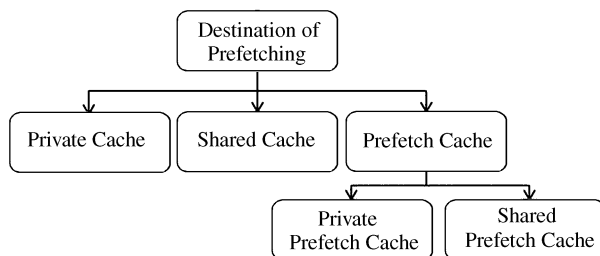 Destination of
Prefetching
Private Cache
Shared Cache
Prefetch Cache
Private
Prefetch Cache
Shared
Prefetch Cache